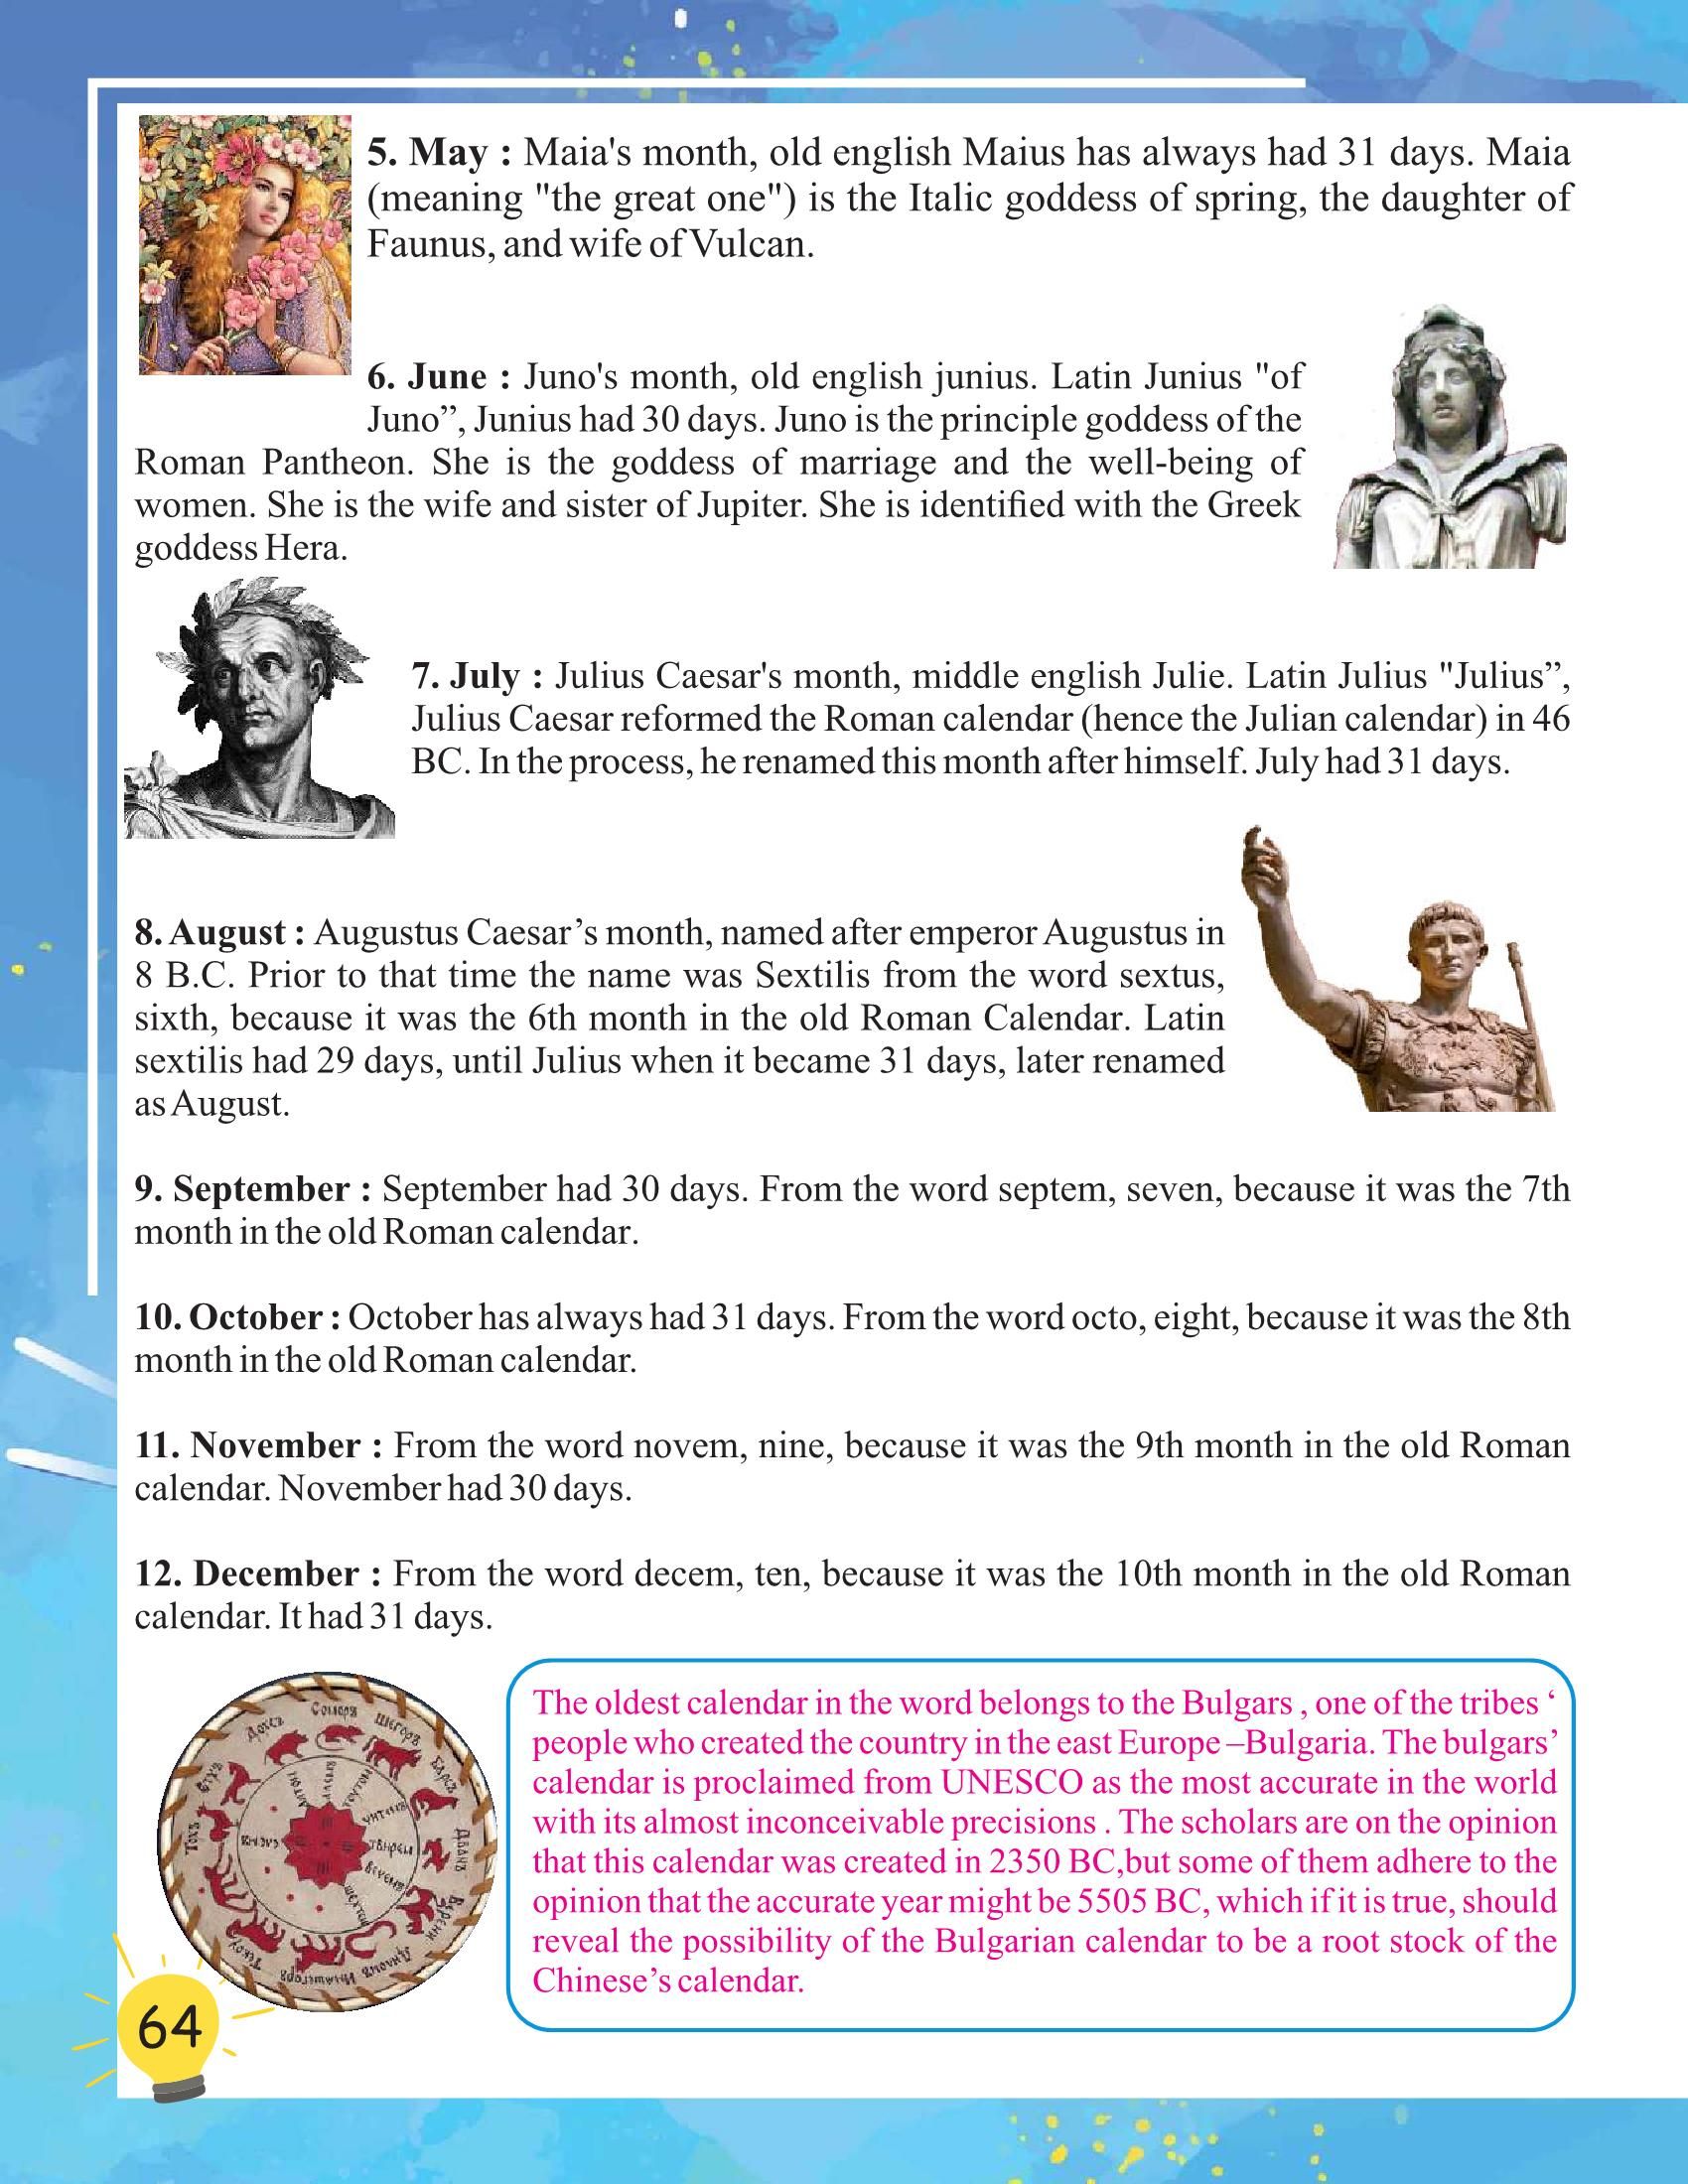 5. May : Maia's month, old english Maius has always had 31 days. Maia
(meaning "the great one") is the Italic goddess of spring, the daughter of
Faunus, and wife of Vulcan.
6. June : Juno's month, old english junius. Latin Junius "of
Juno”, Junius had 30 days. Juno is the principle goddess of the
Roman Pantheon. She is the goddess of marriage and the well-being of
women. She is the wife and sister of Jupiter. She is identified with the Greek
goddess Hera.
7. July : Julius Caesar's month, middle english Julie. Latin Julius "Julius”,
Julius Caesar reformed the Roman calendar (hence the Julian calendar) in 46
BC. In the process, he renamed this month after himself. July had 31 days.
8. August : Augustus Caesar’s month, named after emperor Augustus in
8 B.C. Prior to that time the name was Sextilis from the word sextus,
sixth, because it was the 6th month in the old Roman Calendar. Latin
sextilis had 29 days, until Julius when it became 31 days, later renamed
as August.
9. September : September had 30 days. From the word septem, seven, because it was the 7th
month in the old Roman calendar.
10. October : October has always had 31 days. From the word octo, eight, because it was the 8th
month in the old Roman calendar.
11. November : From the word novem, nine, because it was the 9th month in the old Roman
calendar. November had 30 days.
12. December : From the word decem, ten, because it was the 10th month in the old Roman
calendar. It had 31 days.
The oldest calendar in the word belongs to the Bulgars , one of the tribes ‘
people who created the country in the east Europe –Bulgaria. The bulgars’
calendar is proclaimed from UNESCO as the most accurate in the world
with its almost inconceivable precisions . The scholars are on the opinion
that this calendar was created in 2350 BC,but some of them adhere to the
opinion that the accurate year might be 5505 BC, which if it is true, should
reveal the possibility of the Bulgarian calendar to be a root stock of the
Chinese’s calendar.
64